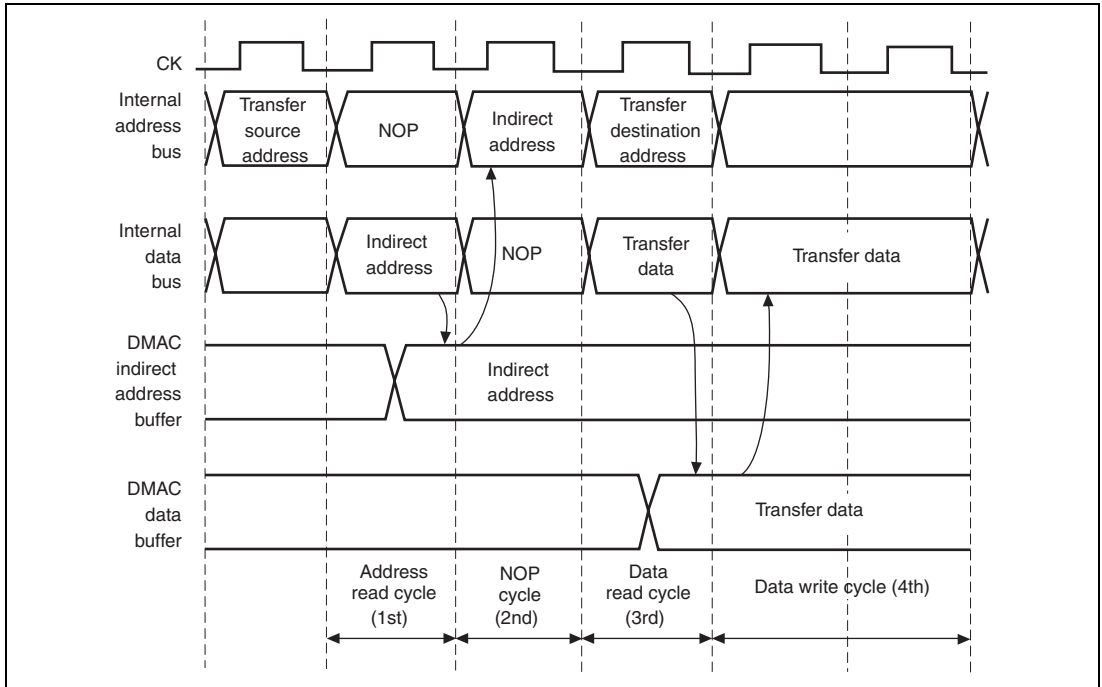 CK
Internal
address
bus
Transfer
source
address
NOP
Indirect
address
Transfer
destination
address
Internal
data
bus
Indirect
address
NOP
Transfer
data
Transfer data
DMAC
indirect
address
buffer
Indirect
address
DMAC
data
buffer
Transfer data
Address
read cycle
(1st)
NOP
cycle
(2nd)
Data
read cycle
(3rd)
Data write cycle (4th)